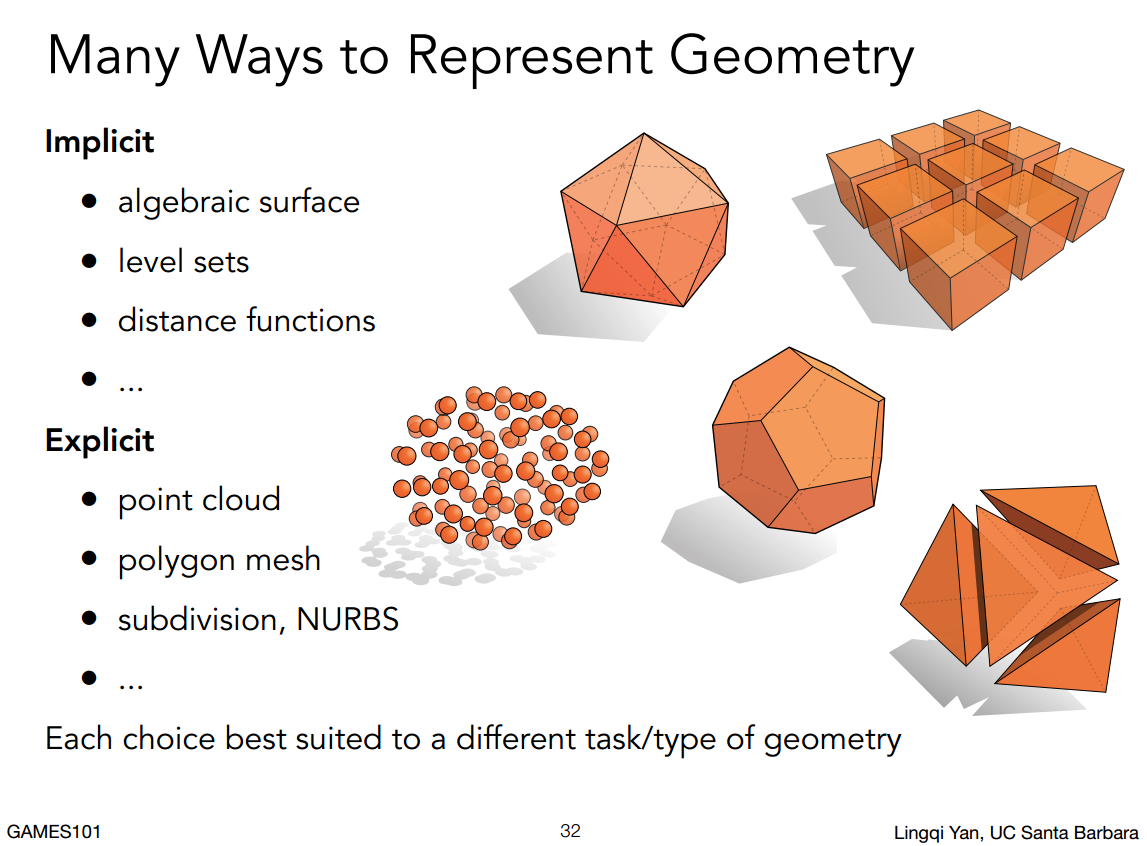 Many Ways to Represent Geometry
Implicit
● algebraic surface
● level sets
● distance functions
● ...
Explicit
● point cloud
● polygon mesh
● subdivision, NURBS
● ...
Each choice best suited to a different task/type of geometry
GAMES101
32
Lingqi Yan, UC Santa Barbara